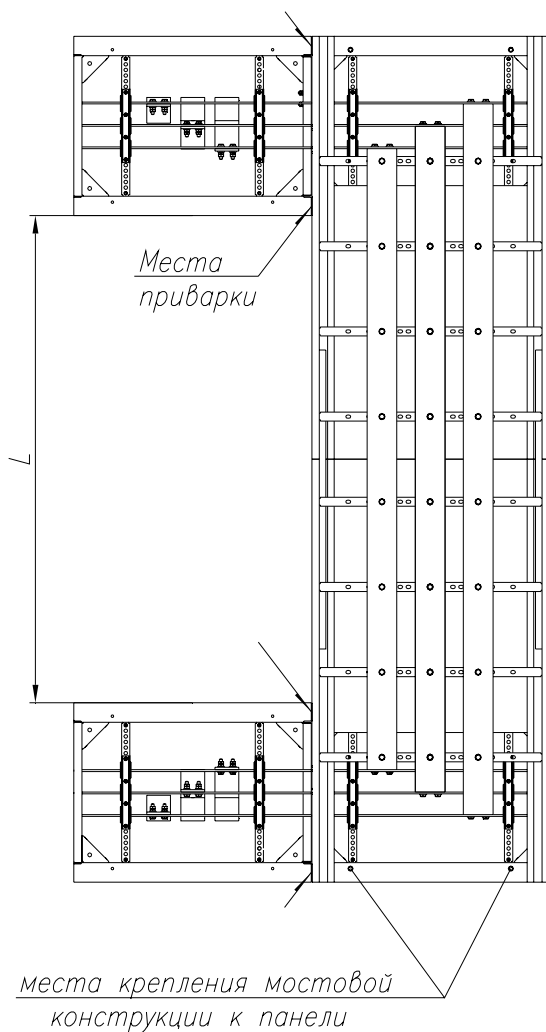 Места
приварки
L
места крепления мостовой
конструкции к панели